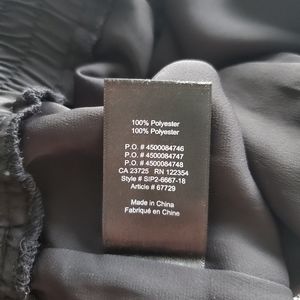 100% Polyester
100% Polyester
P.O. # 4500084746
P.O. # 4500084747
P.O. # 4500084748
CA 23725 RN 122354
Style # SIP2-6667-18
Article # 67729
Made in China
Fabriqué en Chine